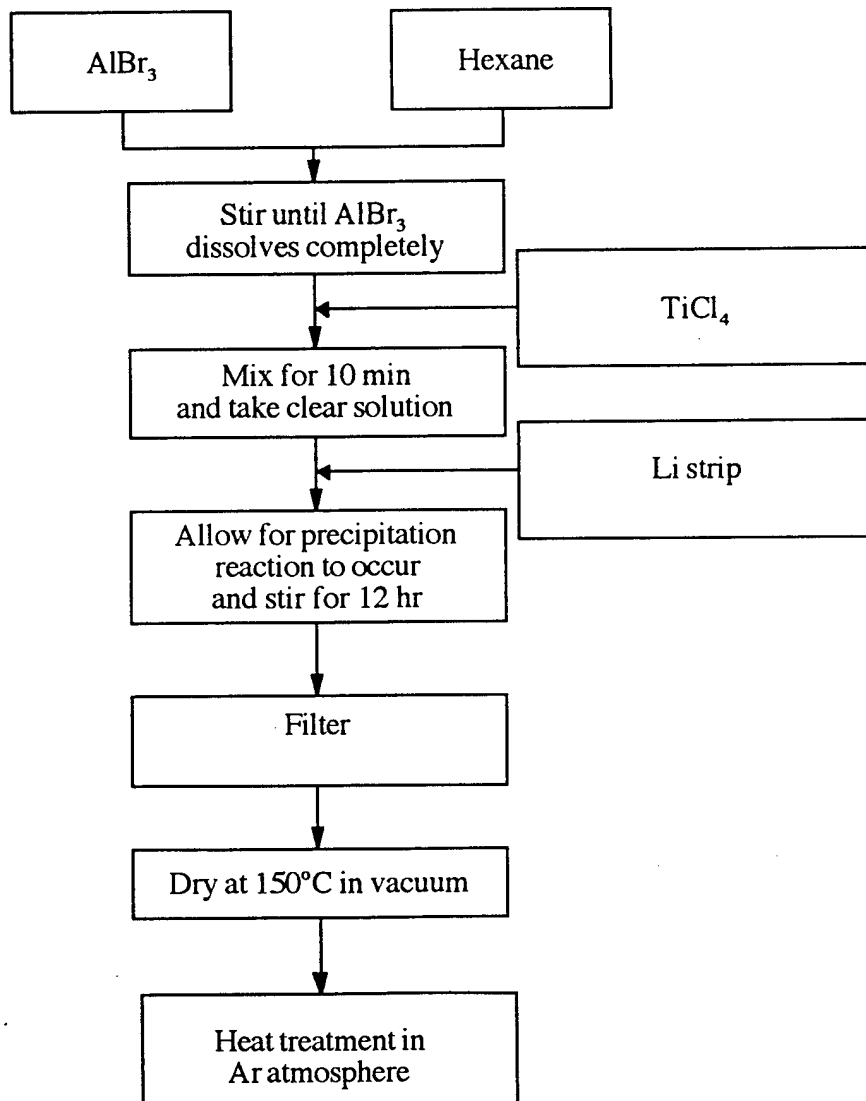 AlBr₃
Hexane
Stir until AlBr₃
dissolves completely
TiCl₄
Mix for 10 min
and take clear solution
Li strip
Allow for precipitation
reaction to occur
and stir for 12 hr
Filter
Dry at 150°C in vacuum
Heat treatment in
Ar atmosphere